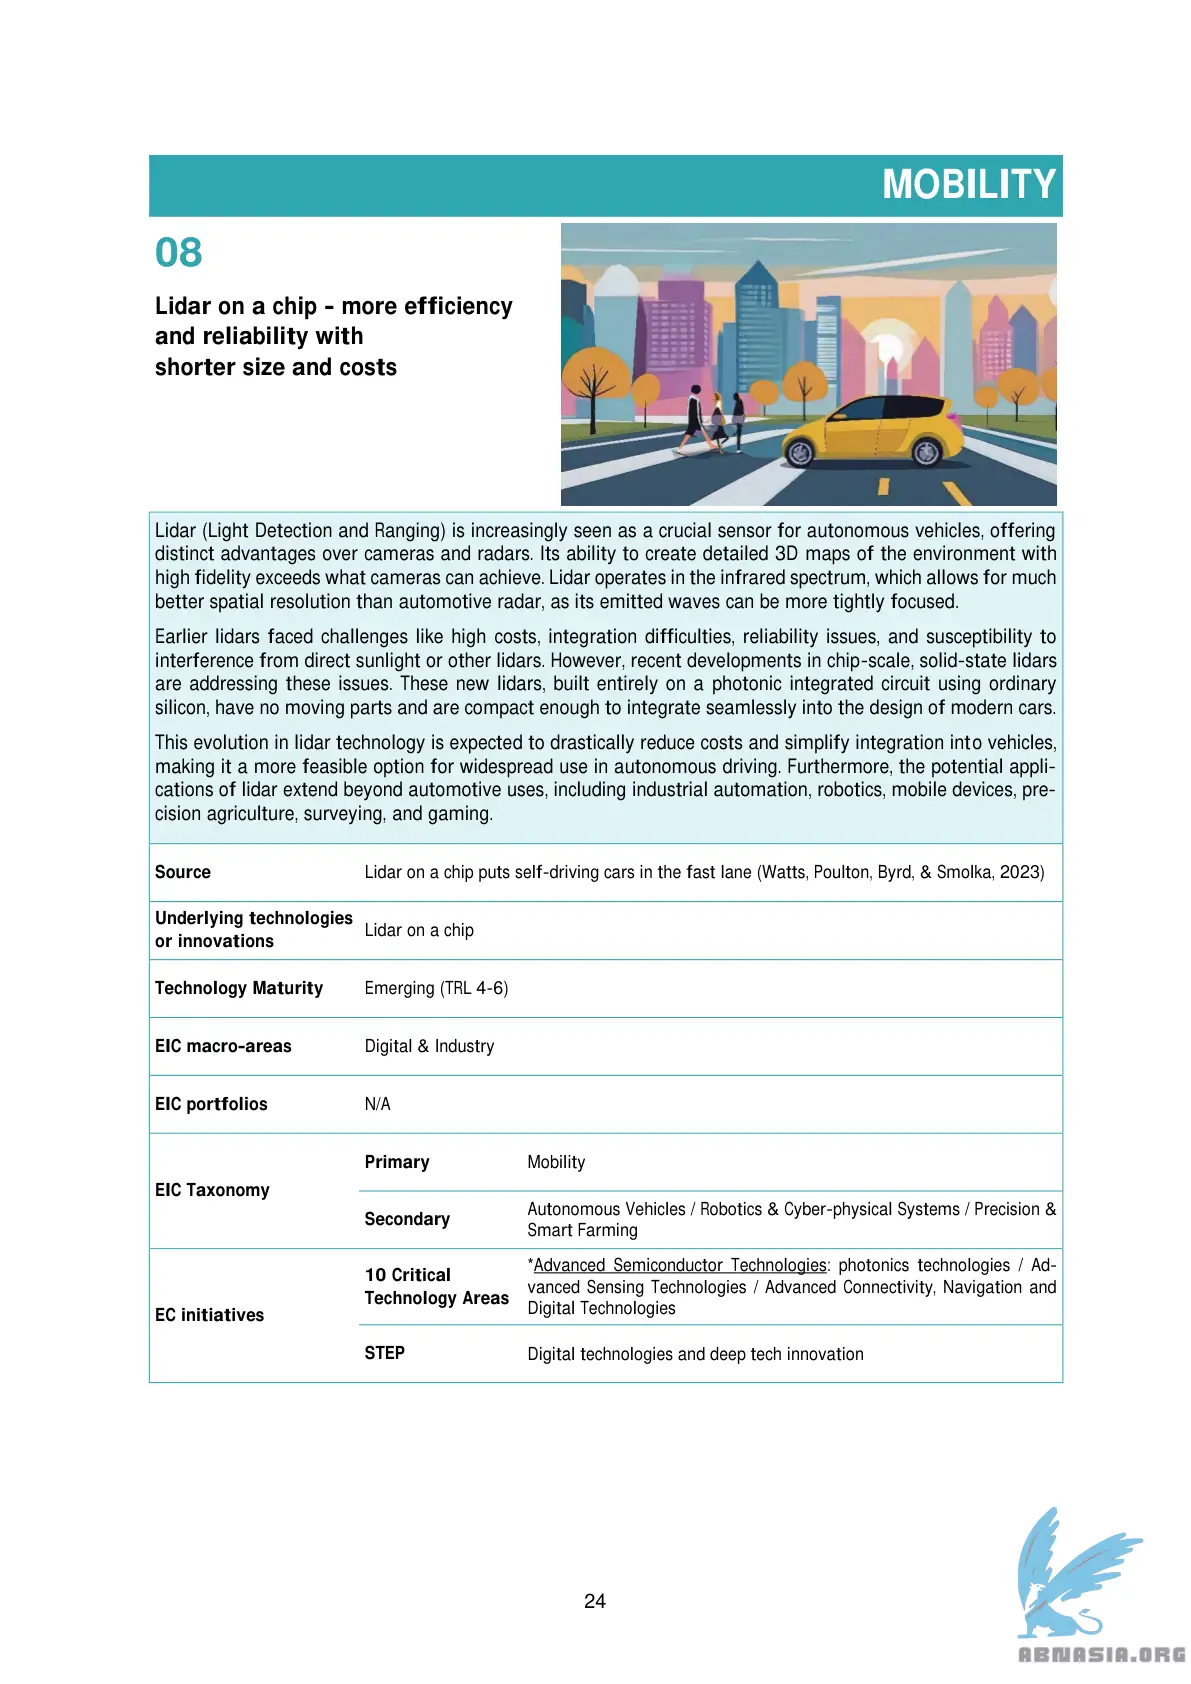 MOBILITY
08
Lidar on a chip - more efficiency
and reliability with
shorter size and costs
Lidar (Light Detection and Ranging) is increasingly seen as a crucial sensor for autonomous vehicles, offering
distinct advantages over cameras and radars. Its ability to create detailed 3D maps of the environment with
high fidelity exceeds what cameras can achieve. Lidar operates in the infrared spectrum, which allows for much
better spatial resolution than automotive radar, as its emitted waves can be more tightly focused.
Earlier lidars faced challenges like high costs, integration difficulties, reliability issues, and susceptibility to
interference from direct sunlight or other lidars. However, recent developments in chip-scale, solid-state lidars
are addressing these issues. These new lidars, built entirely on a photonic integrated circuit using ordinary
silicon, have no moving parts and are compact enough to integrate seamlessly into the design of modern cars.
This evolution in lidar technology is expected to drastically reduce costs and simplify integration into vehicles,
making it a more feasible option for widespread use in autonomous driving. Furthermore, the potential appli-
cations of lidar extend beyond automotive uses, including industrial automation, robotics, mobile devices, pre-
cision agriculture, surveying, and gaming.
Source
Lidar on a chip puts self-driving cars in the fast lane (Watts, Poulton, Byrd, & Smolka, 2023)
Underlying technologies
or innovations
Lidar on a chip
Technology Maturity
Emerging (TRL 4-6)
EIC macro-areas
Digital & Industry
EIC portfolios
N/A
EIC Taxonomy
Primary
Mobility
Secondary
Autonomous Vehicles / Robotics & Cyber-physical Systems / Precision &
Smart Farming
EC initiatives
10 Critical
Technology Areas
*Advanced Semiconductor Technologies: photonics technologies / Ad-
vanced Sensing Technologies / Advanced Connectivity, Navigation and
Digital Technologies
STEP
Digital technologies and deep tech innovation
24
ABNASIA.ORG